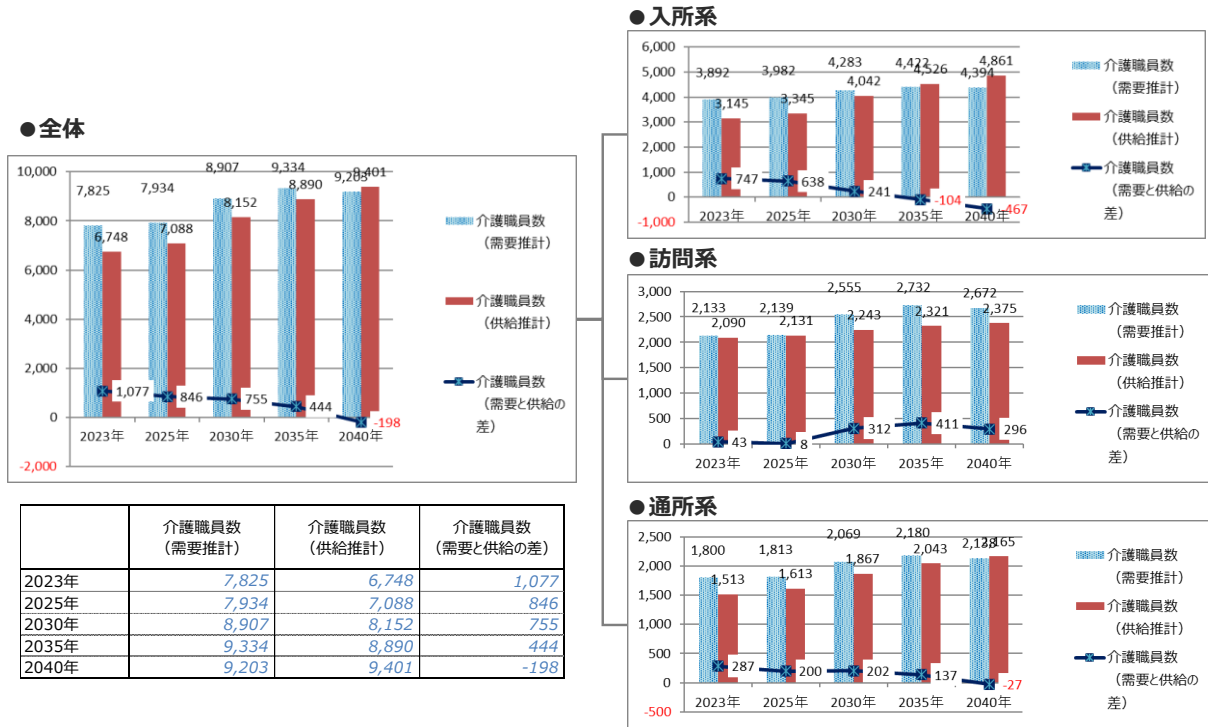 ●全体
10,000
8,000
6,000
4,000
2,000
0
-2,000
7,825
7,934
8,907
9,334
9,203
6,748
7,088
8,152
8,890
9,401
1,077
846
755
444
-198
2023年
2025年
2030年
2035年
2040年
介護職員数
（需要推計）
介護職員数
（供給推計）
介護職員数
（需要と供給の
差）
介護職員数
（需要推計）
介護職員数
（供給推計）
介護職員数
（需要と供給の差）
2023年 7,825 6,748 1,077
2025年 7,934 7,088 846
2030年 8,907 8,152 755
2035年 9,334 8,890 444
2040年 9,203 9,401 -198
●入所系
6,000
5,000
4,000
3,000
2,000
1,000
0
-1,000
3,892
3,982
4,283
4,422
4,394
3,145
3,345
4,042
4,526
4,861
747
638
241
-104
-467
2023年
2025年
2030年
2035年
2040年
介護職員数
（需要推計）
介護職員数
（供給推計）
介護職員数
（需要と供給の
差）
●訪問系
3,000
2,500
2,000
1,500
1,000
500
0
2,133
2,139
2,555
2,732
2,672
2,090
2,131
2,243
2,321
2,375
43
8
312
411
296
2023年
2025年
2030年
2035年
2040年
介護職員数
（需要推計）
介護職員数
（供給推計）
介護職員数
（需要と供給の
差）
●通所系
2,500
2,000
1,500
1,000
500
0
-500
1,800
1,813
2,069
2,180
2,138
1,513
1,613
1,867
2,043
2,165
287
200
202
137
-27
2023年
2025年
2030年
2035年
2040年
介護職員数
（需要推計）
介護職員数
（供給推計）
介護職員数
（需要と供給の
差）